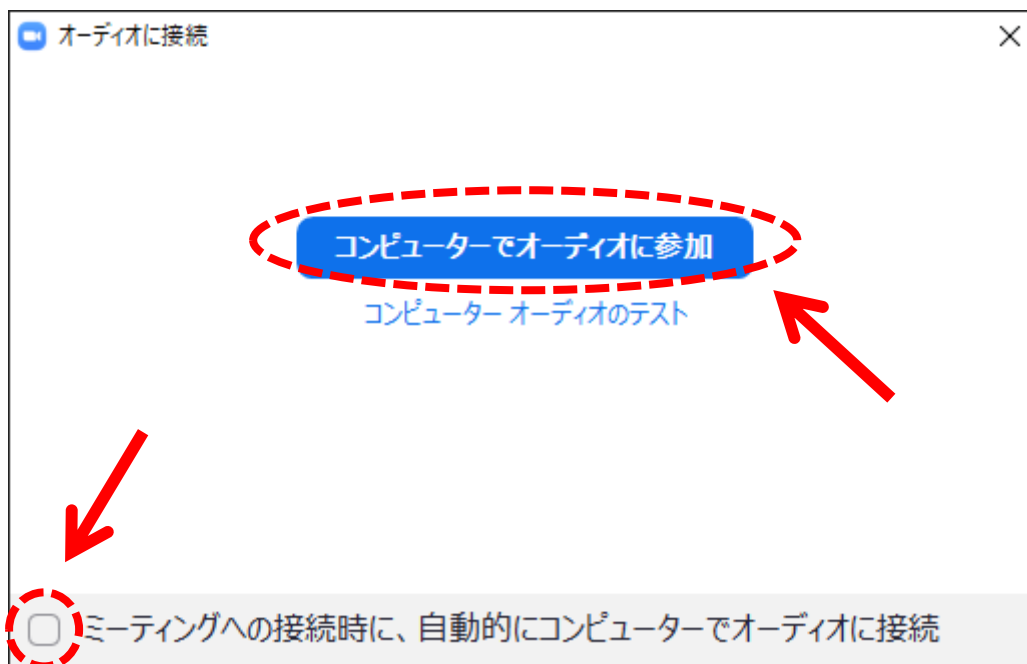 オーディオに接続
コンピューターでオーディオに参加
コンピューター オーディオのテスト
ミーティングへの接続時に、自動的にコンピューターでオーディオに接続